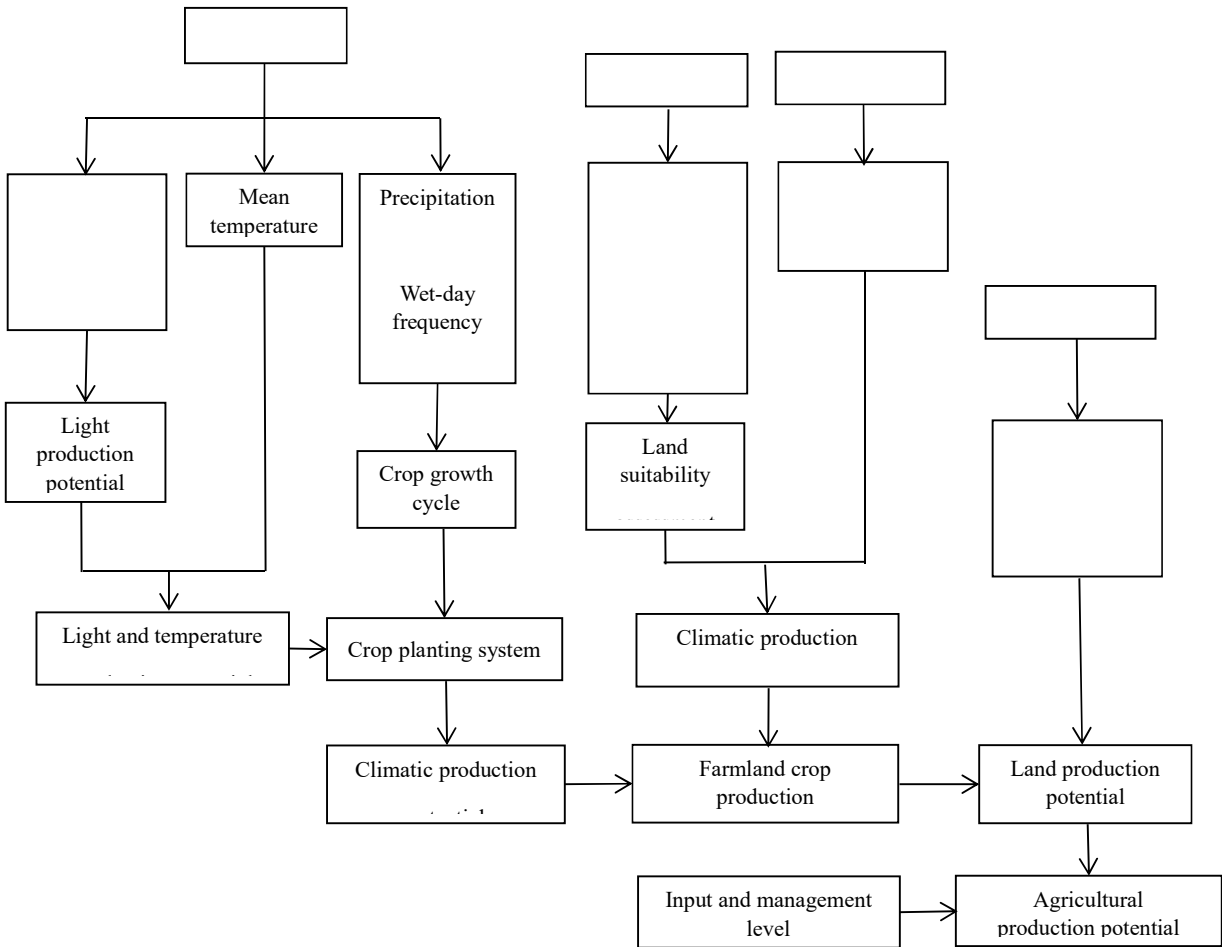 Mean
temperature
Precipitation
Wet-day
frequency
Light
production
potential
Crop growth
cycle
Land
suitability
Light and temperature
Crop planting system
Climatic production
Climatic production
Farmland crop
production
Land production
potential
Input and management
level
Agricultural
production potential